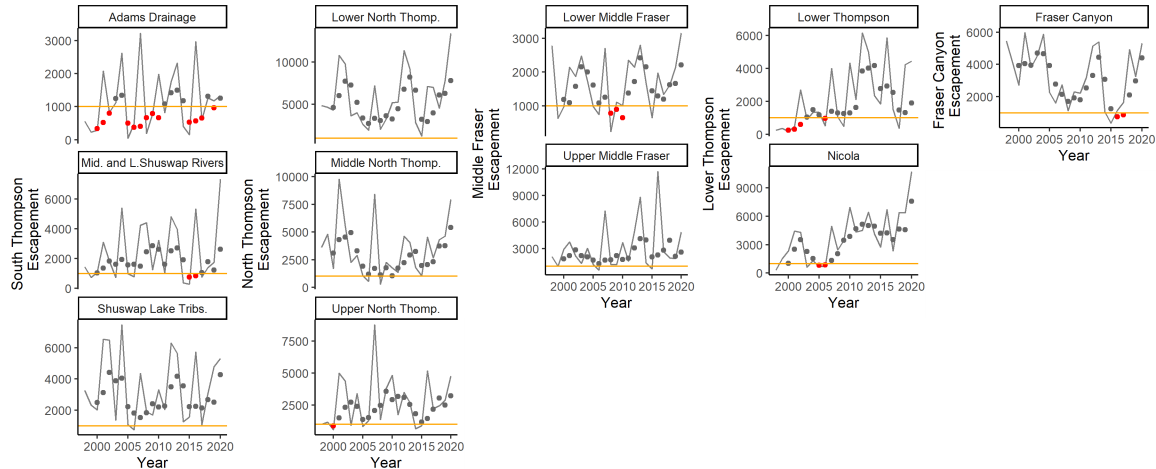 South Thompson
Escapement
Adams Drainage
3000
2000
1000
0
Mid. and L.Shuswap Rivers
6000
4000
2000
0
Shuswap Lake Tribs.
6000
4000
2000
2000 2005 2010 2015 2020
Year
North Thompson
Escapement
Lower North Thomp.
10000
5000
Middle North Thomp.
10000
7500
5000
2500
0
Upper North Thomp.
7500
5000
2500
2000 2005 2010 2015 2020
Year
Middle Fraser
Escapement
Lower Middle Fraser
3000
2000
1000
Upper Middle Fraser
12000
9000
6000
3000
2000 2005 2010 2015 2020
Year
Lower Thompson
Escapement
Lower Thompson
6000
4000
2000
0
Nicola
9000
6000
3000
0
2000 2005 2010 2015 2020
Year
Fraser Canyon
Escapement
Fraser Canyon
6000
4000
2000
2000 2005 2010 2015 2020
Year